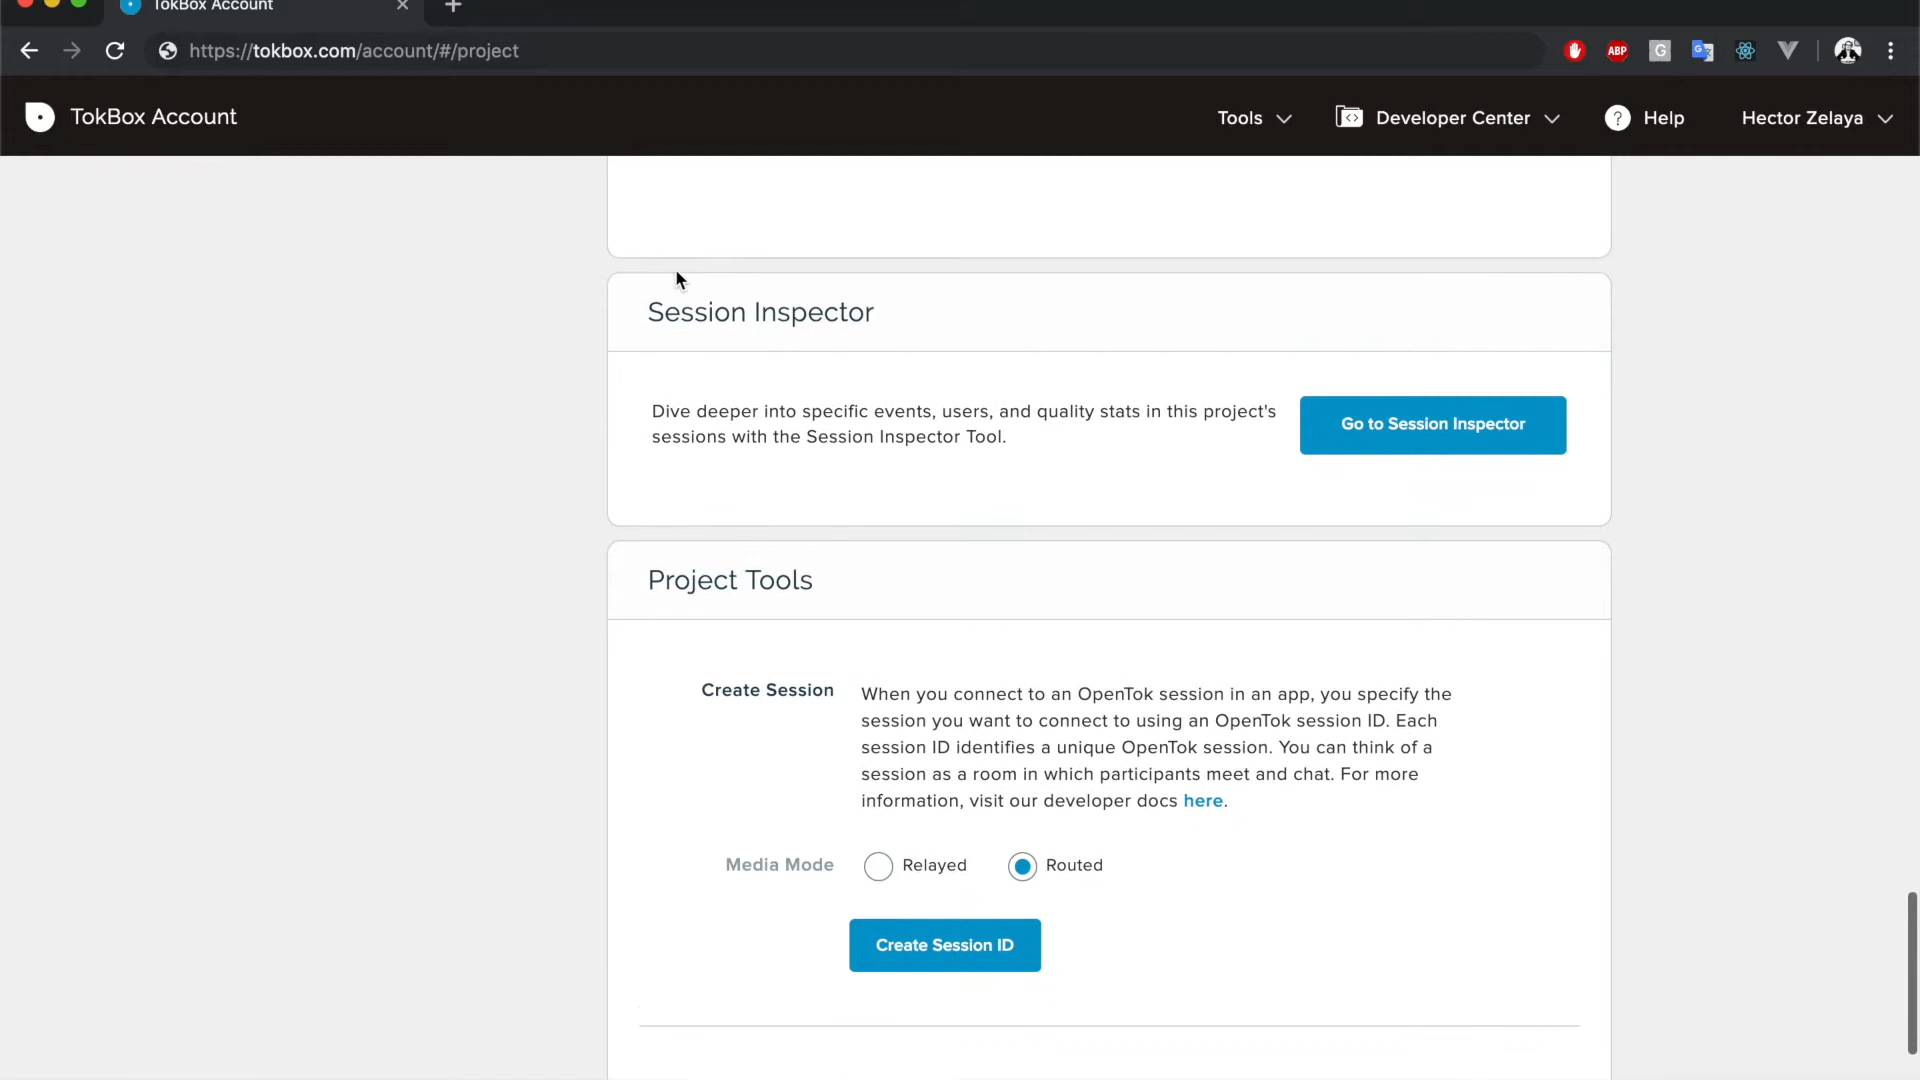 TokBox Account
https://tokbox.com/account/#/project
ABP
G
TokBox Account
Tools
Developer Center
? Help
Hector Zelaya
Session Inspector
Dive deeper into specific events, users, and quality stats in this project's
sessions with the Session Inspector Tool.
Go to Session Inspector
Project Tools
Create Session
When you connect to an OpenTok session in an app, you specify the
session you want to connect to using an OpenTok session ID. Each
session ID identifies a unique OpenTok session. You can think of a
session as a room in which participants meet and chat. For more
information, visit our developer docs here.
Media Mode
Relayed
Routed
Create Session ID